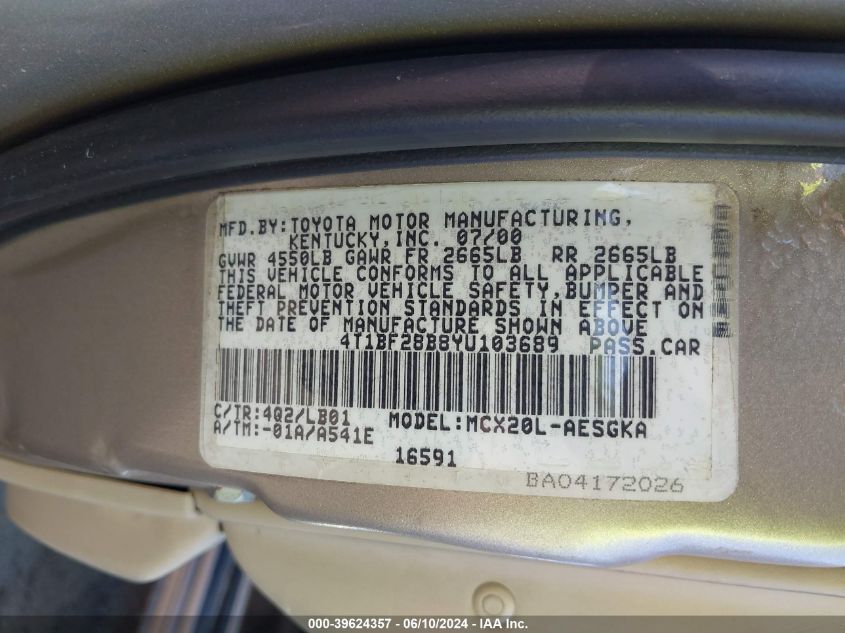 MFD.BY:TOYOTA MOTOR MANUFACTURING,
KENTUCKY,INC. 07/00
GVWR 4550LB GAWR FR 2665LB RR 2665LB
THIS VEHICLE CONFORMS TO ALL APPLICABLE
FEDERAL MOTOR VEHICLE SAFETY,BUMPER AND
THEFT PREVENTION STANDARDS IN EFFECT ON
THE DATE OF MANUFACTURE SHOWN ABOVE
4T1BF28B8YU103689 PASS.CAR
C/TR:4Q2/LB01 MODEL:MCX20L-AESGKA
A/TM:-01A/A541E
16591
BA04172026
000-39624357 - 06/10/2024 - IAA Inc.